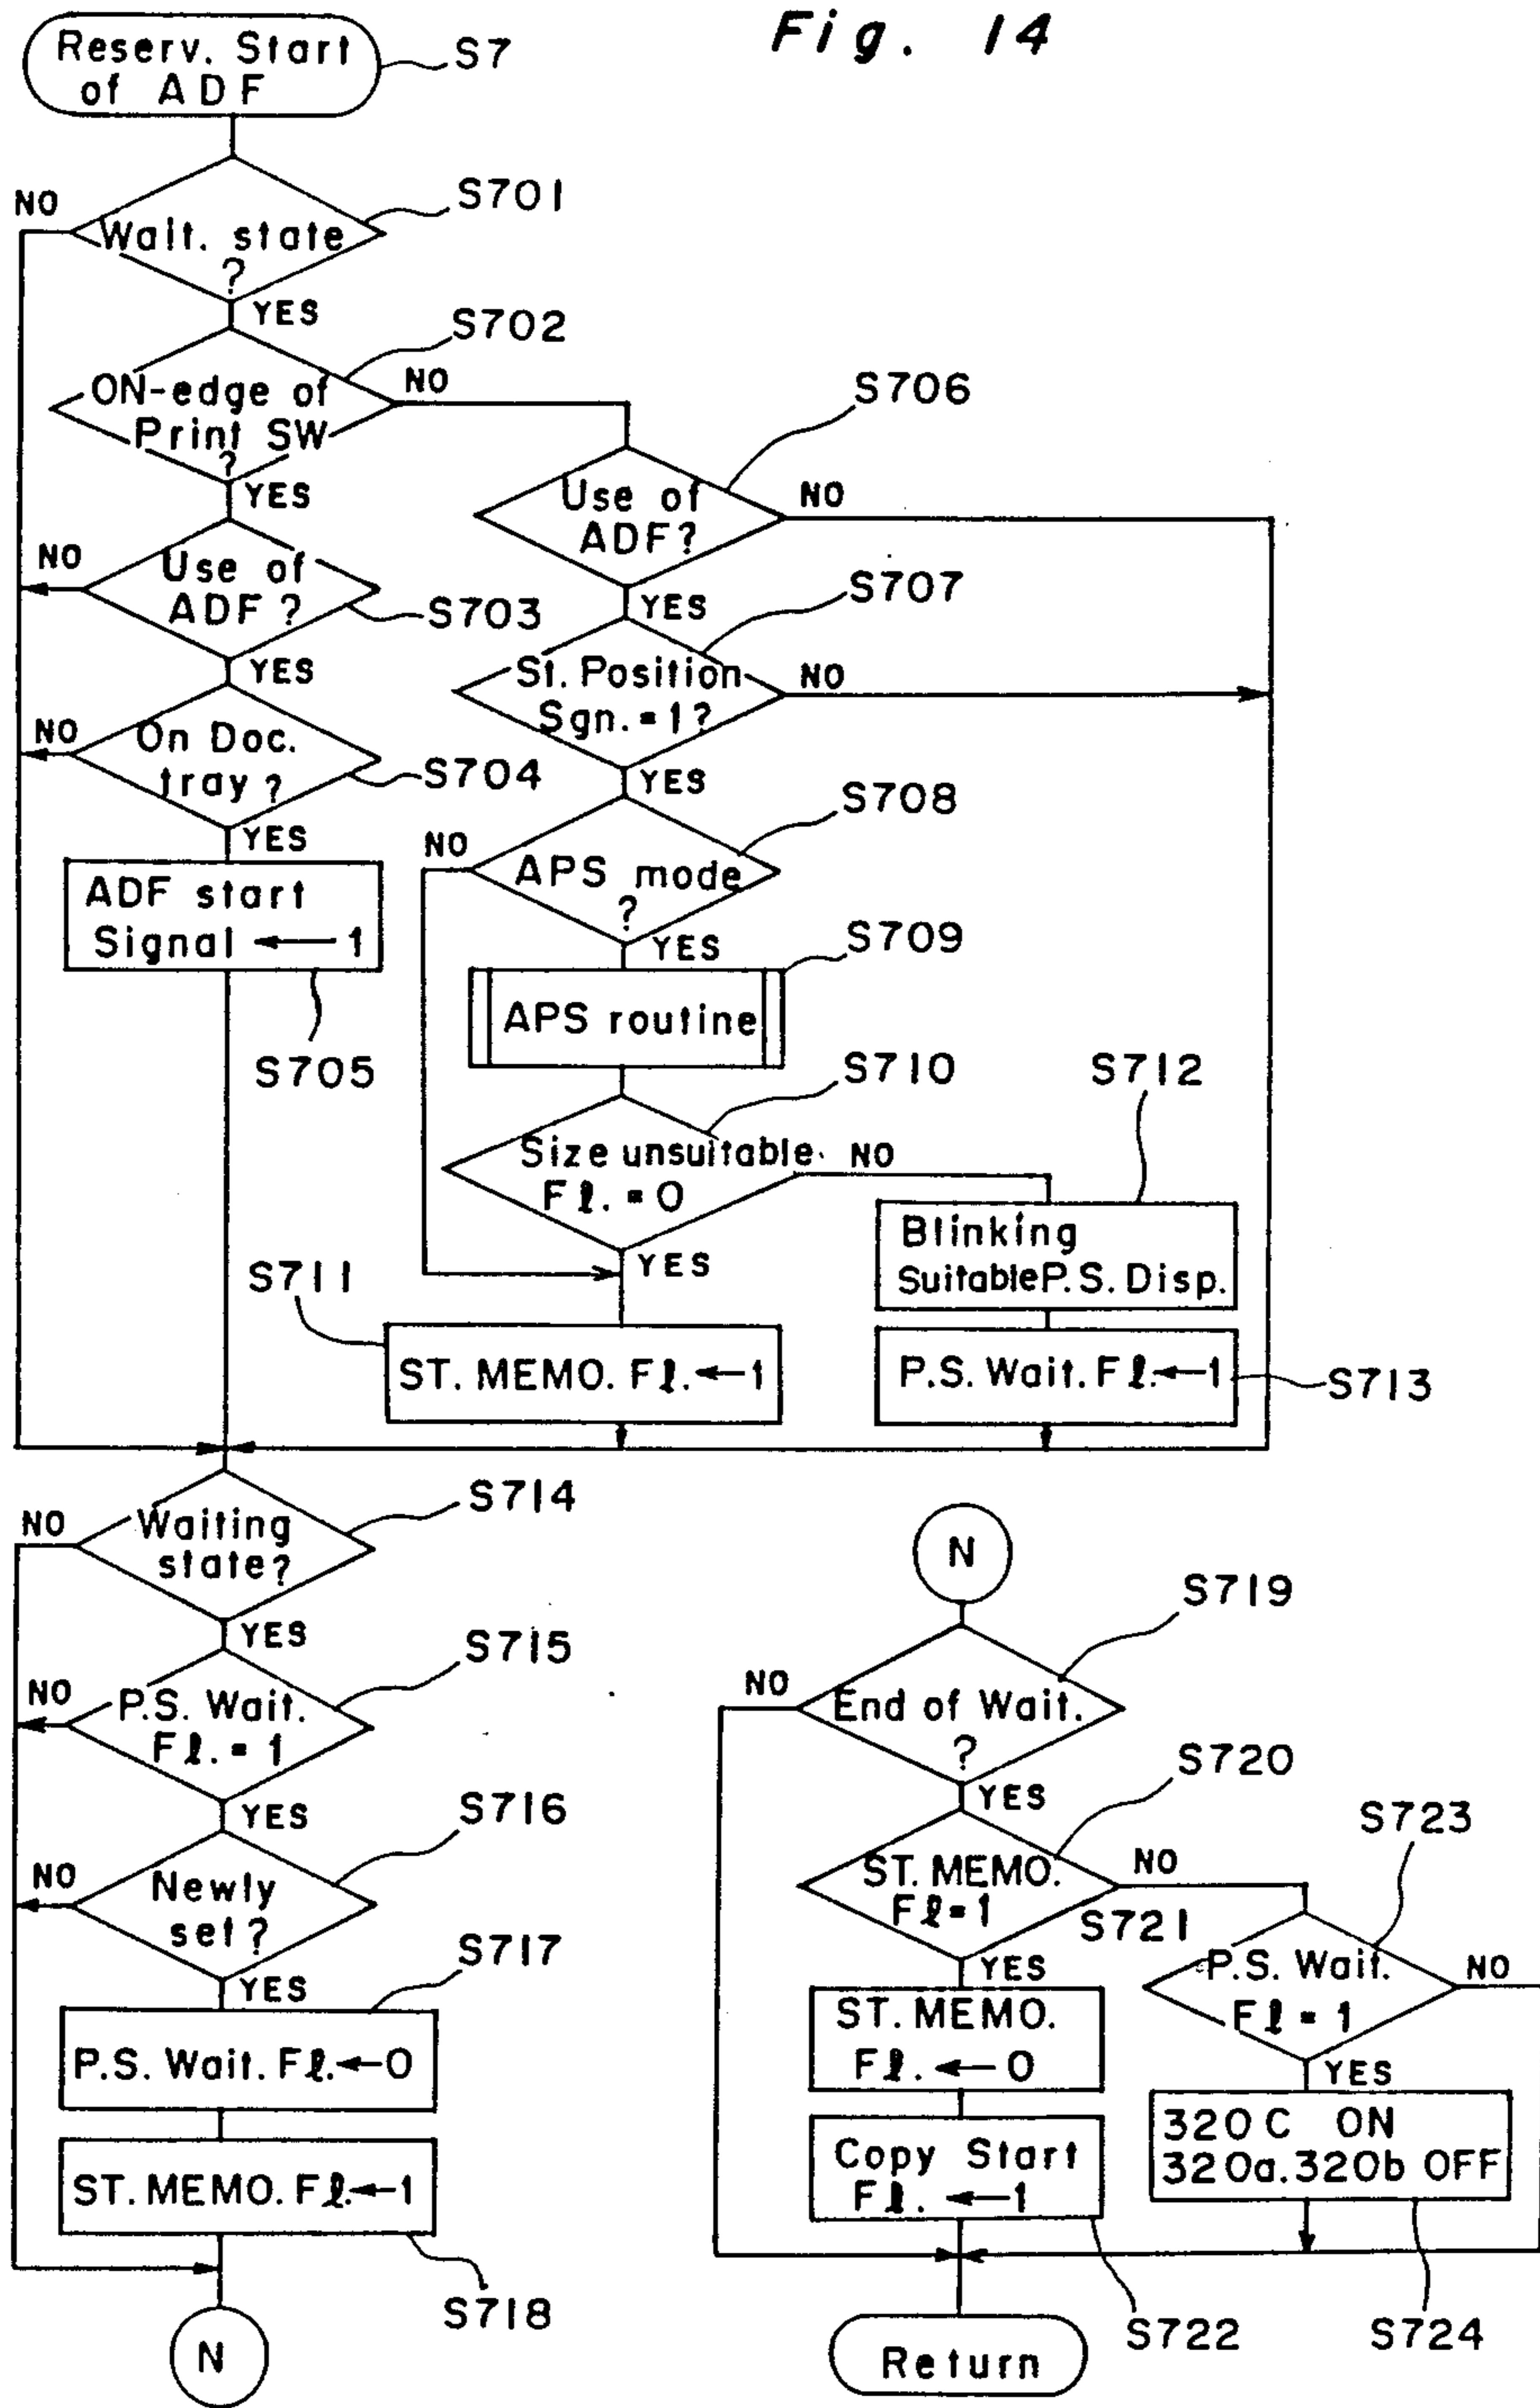 Fig. 14
Reserv. Start
of ADF
S7
NO
S701
Wait. state
?
YES
S702
ON-edge of
Print SW
?
NO
YES
S706
Use of
ADF?
NO
YES
NO
Use of
ADF?
S703
YES
S707
St. Position
Sgn. = 1?
NO
YES
NO
On Doc.
tray?
S704
YES
S708
NO
APS mode
?
YES
ADF start
Signal ← 1
S705
S709
APS routine
S710
Size unsuitable
Fl. = 0
NO
YES
S712
Blinking
Suitable P.S. Disp.
S711
ST. MEMO. Fl. ← 1
P.S. Wait. Fl. ← 1
S713
S714
NO
Waiting
state?
YES
S715
NO
P.S. Wait.
Fl. = 1
YES
S716
NO
Newly
set?
YES
S717
P.S. Wait. Fl. ← 0
ST. MEMO. Fl. ← 1
S718
N
N
S719
NO
End of Wait.
?
YES
S720
ST. MEMO.
Fl = 1
NO
YES
S721
ST. MEMO.
Fl. ← 0
S723
P.S. Wait.
Fl = 1
NO
YES
Copy Start
Fl. ← 1
S722
320C ON
320a. 320b OFF
S724
Return